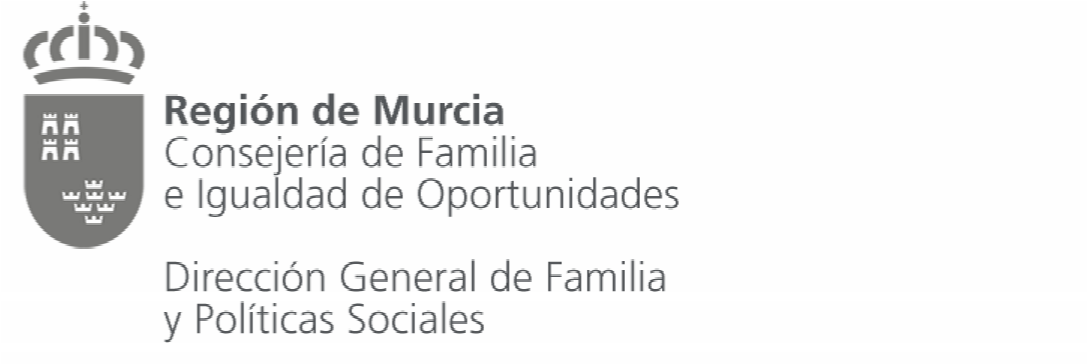 Región de Murcia
Consejería de Familia
e Igualdad de Oportunidades
Dirección General de Familia
y Políticas Sociales